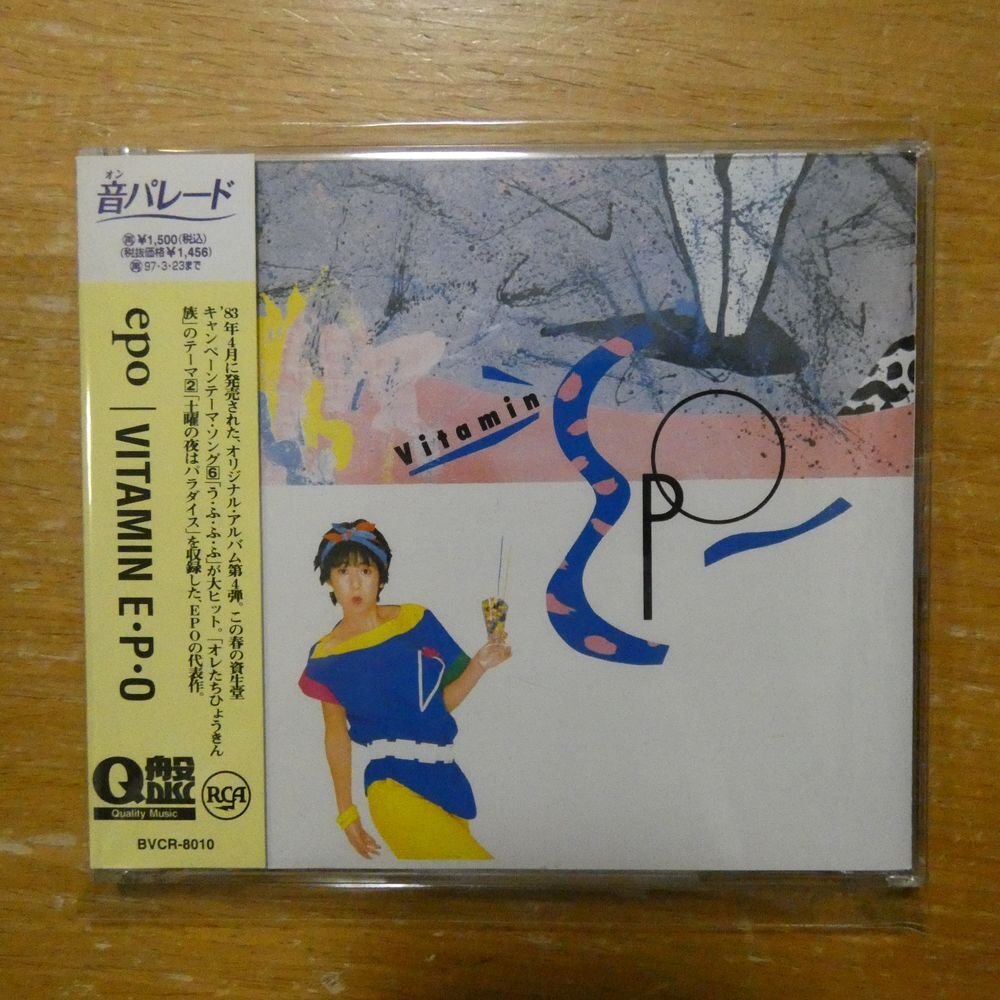 オン
音パレード
再¥1,500(税込)
(税抜価格¥1,456)
再97・3・23まで
epo | VITAMIN E・P・O
'83年4月に発売された、オリジナル・アルバム第4弾。この春の資生堂
キャンペーンテーマ・ソング6「う・ふ・ふ・ふ」が大ヒット。「オレたちひょうきん
族」のテーマ2「土曜の夜はパラダイス」を収録した、EPOの代表作。
Q盤
DISC
Quality Music
RCA
BVCR-8010
Vitamin
EPO